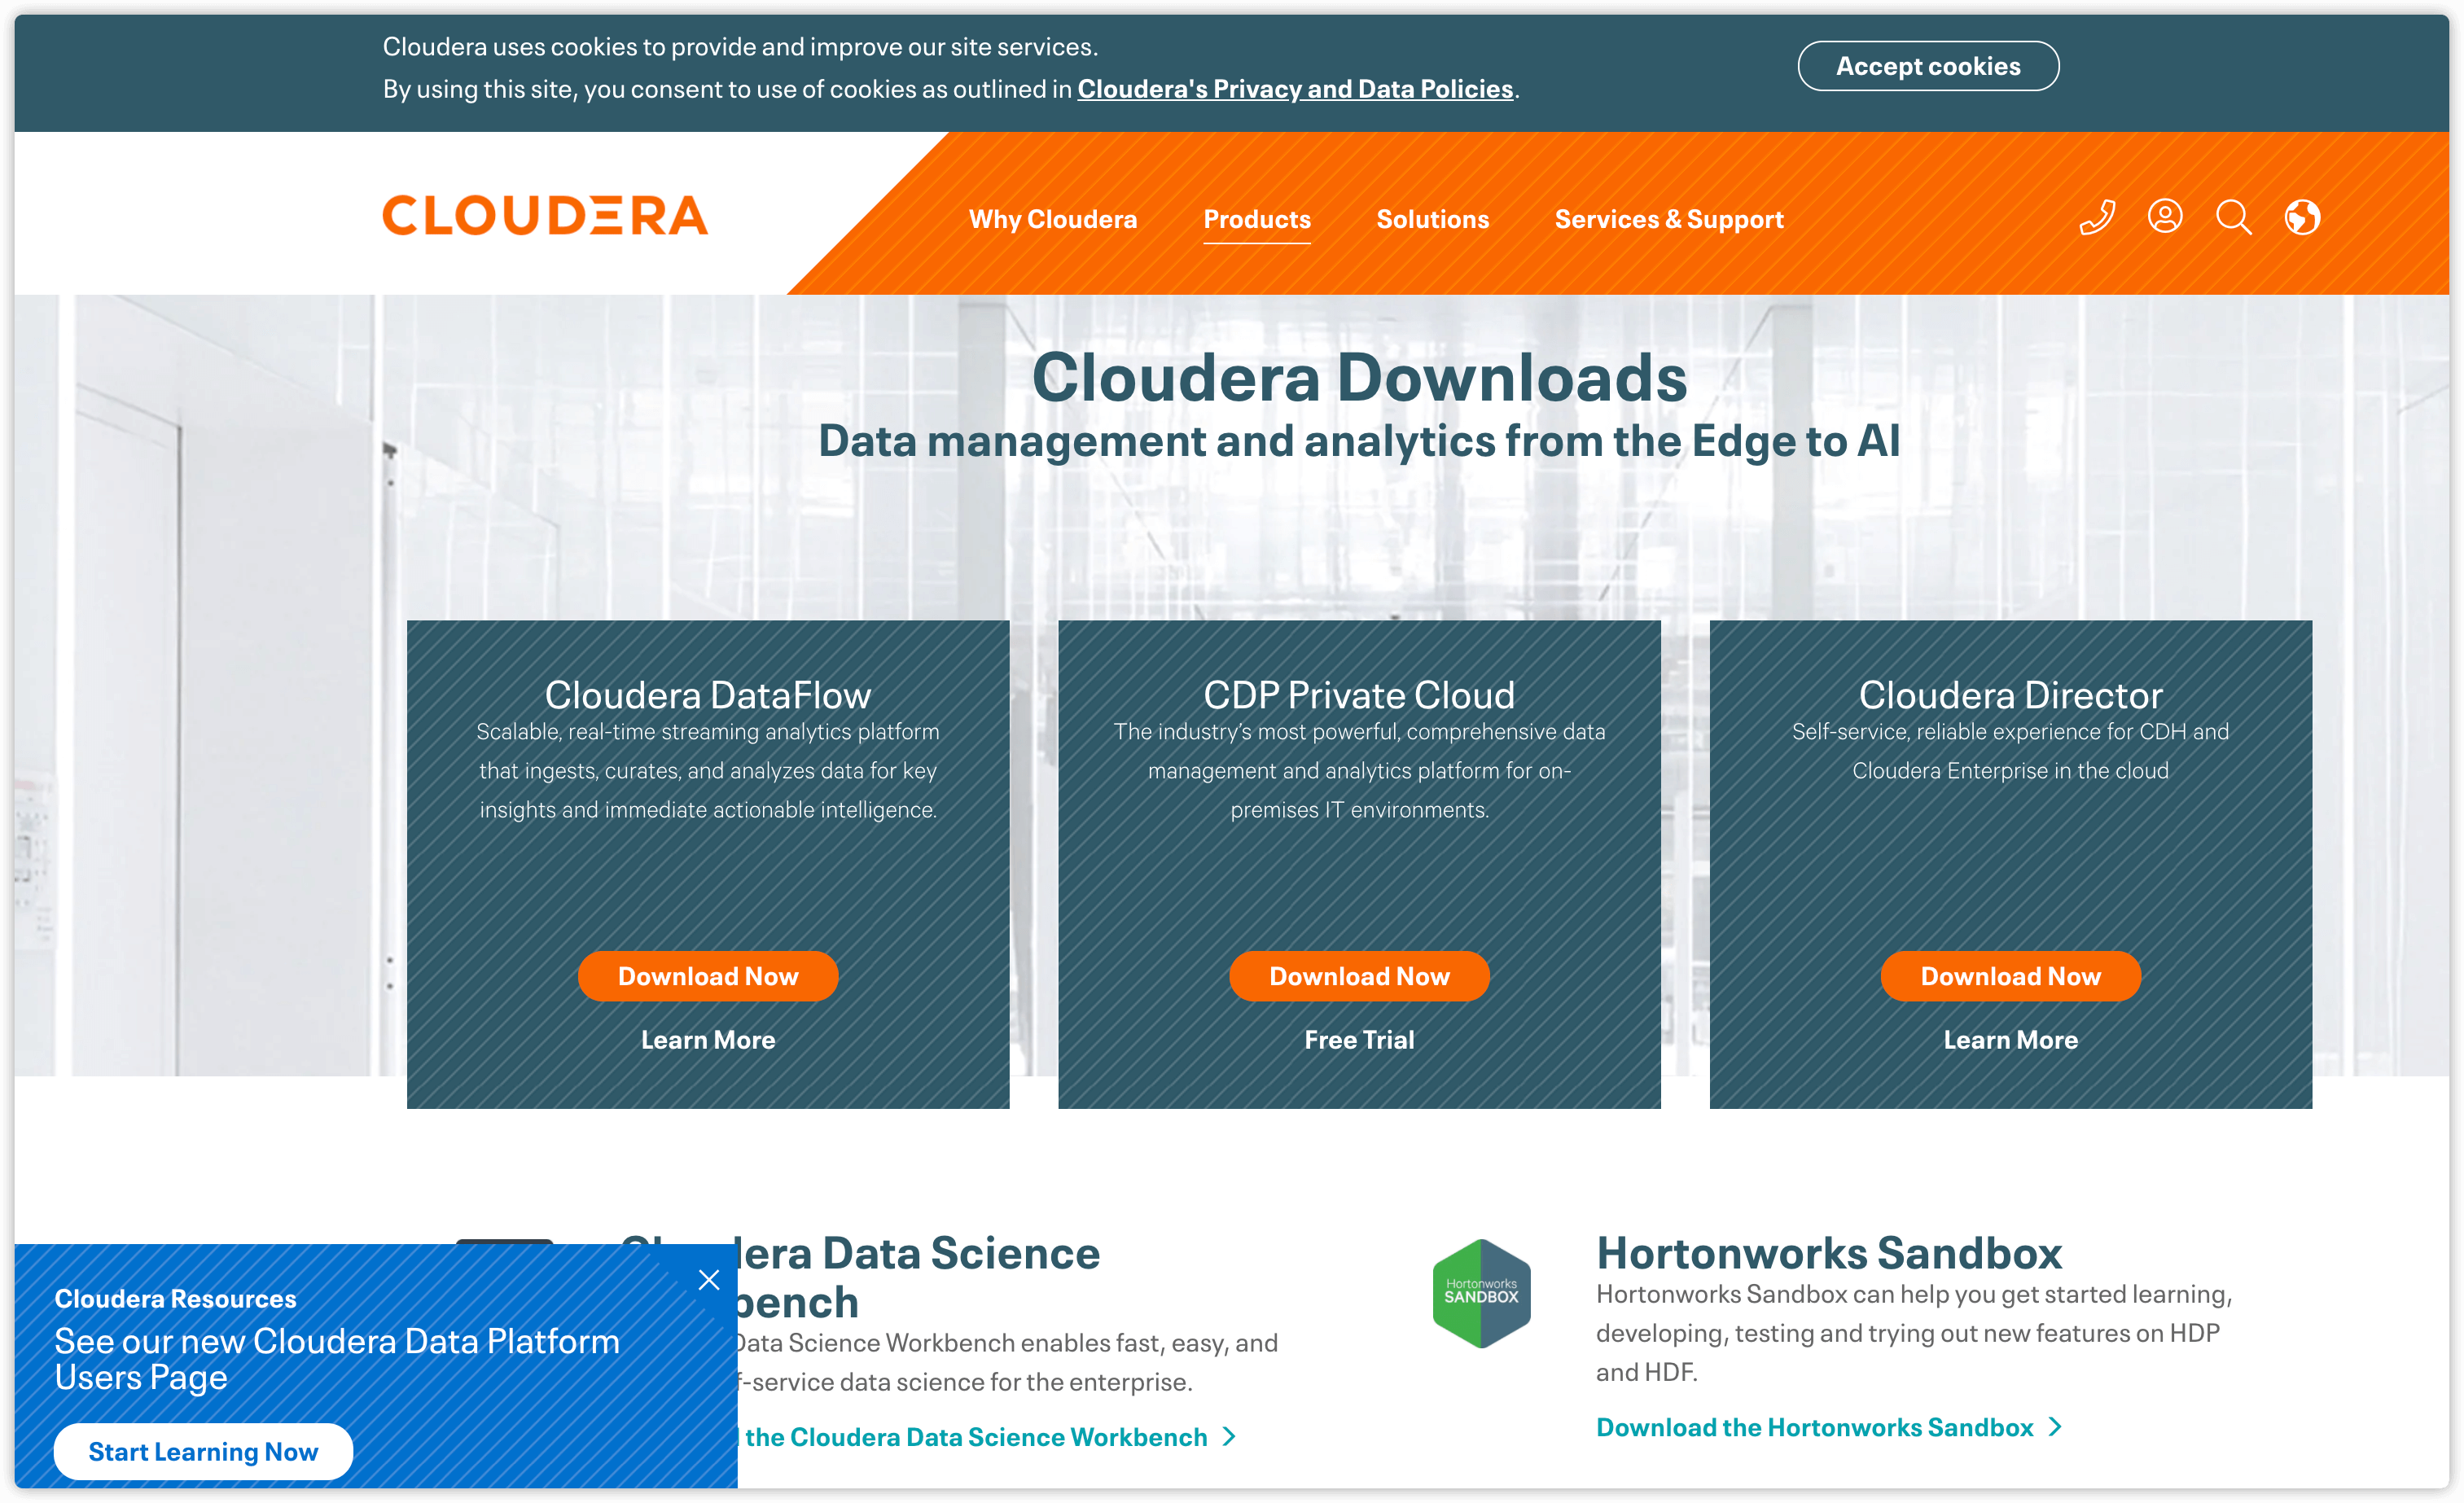 Cloudera uses cookies to provide and improve our site services.
By using this site, you consent to use of cookies as outlined in Cloudera's Privacy and Data Policies.
Accept cookies
CLOUDERA
Why Cloudera
Products
Solutions
Services & Support
Cloudera Downloads
Data management and analytics from the Edge to AI
Cloudera DataFlow
Scalable, real-time streaming analytics platform
that ingests, curates, and analyzes data for key
insights and immediate actionable intelligence.
Download Now
Learn More
CDP Private Cloud
The industry’s most powerful, comprehensive data
management and analytics platform for on-
premises IT environments.
Download Now
Free Trial
Cloudera Director
Self-service, reliable experience for CDH and
Cloudera Enterprise in the cloud
Download Now
Learn More
Data Science
Data Science Workbench enables fast, easy, and
-service data science for the enterprise.
the Cloudera Data Science Workbench
Hortonworks
SANDBOX
Hortonworks Sandbox
Hortonworks Sandbox can help you get started learning,
developing, testing and trying out new features on HDP
and HDF.
Download the Hortonworks Sandbox
Cloudera Resources
See our new Cloudera Data Platform
Users Page
Start Learning Now